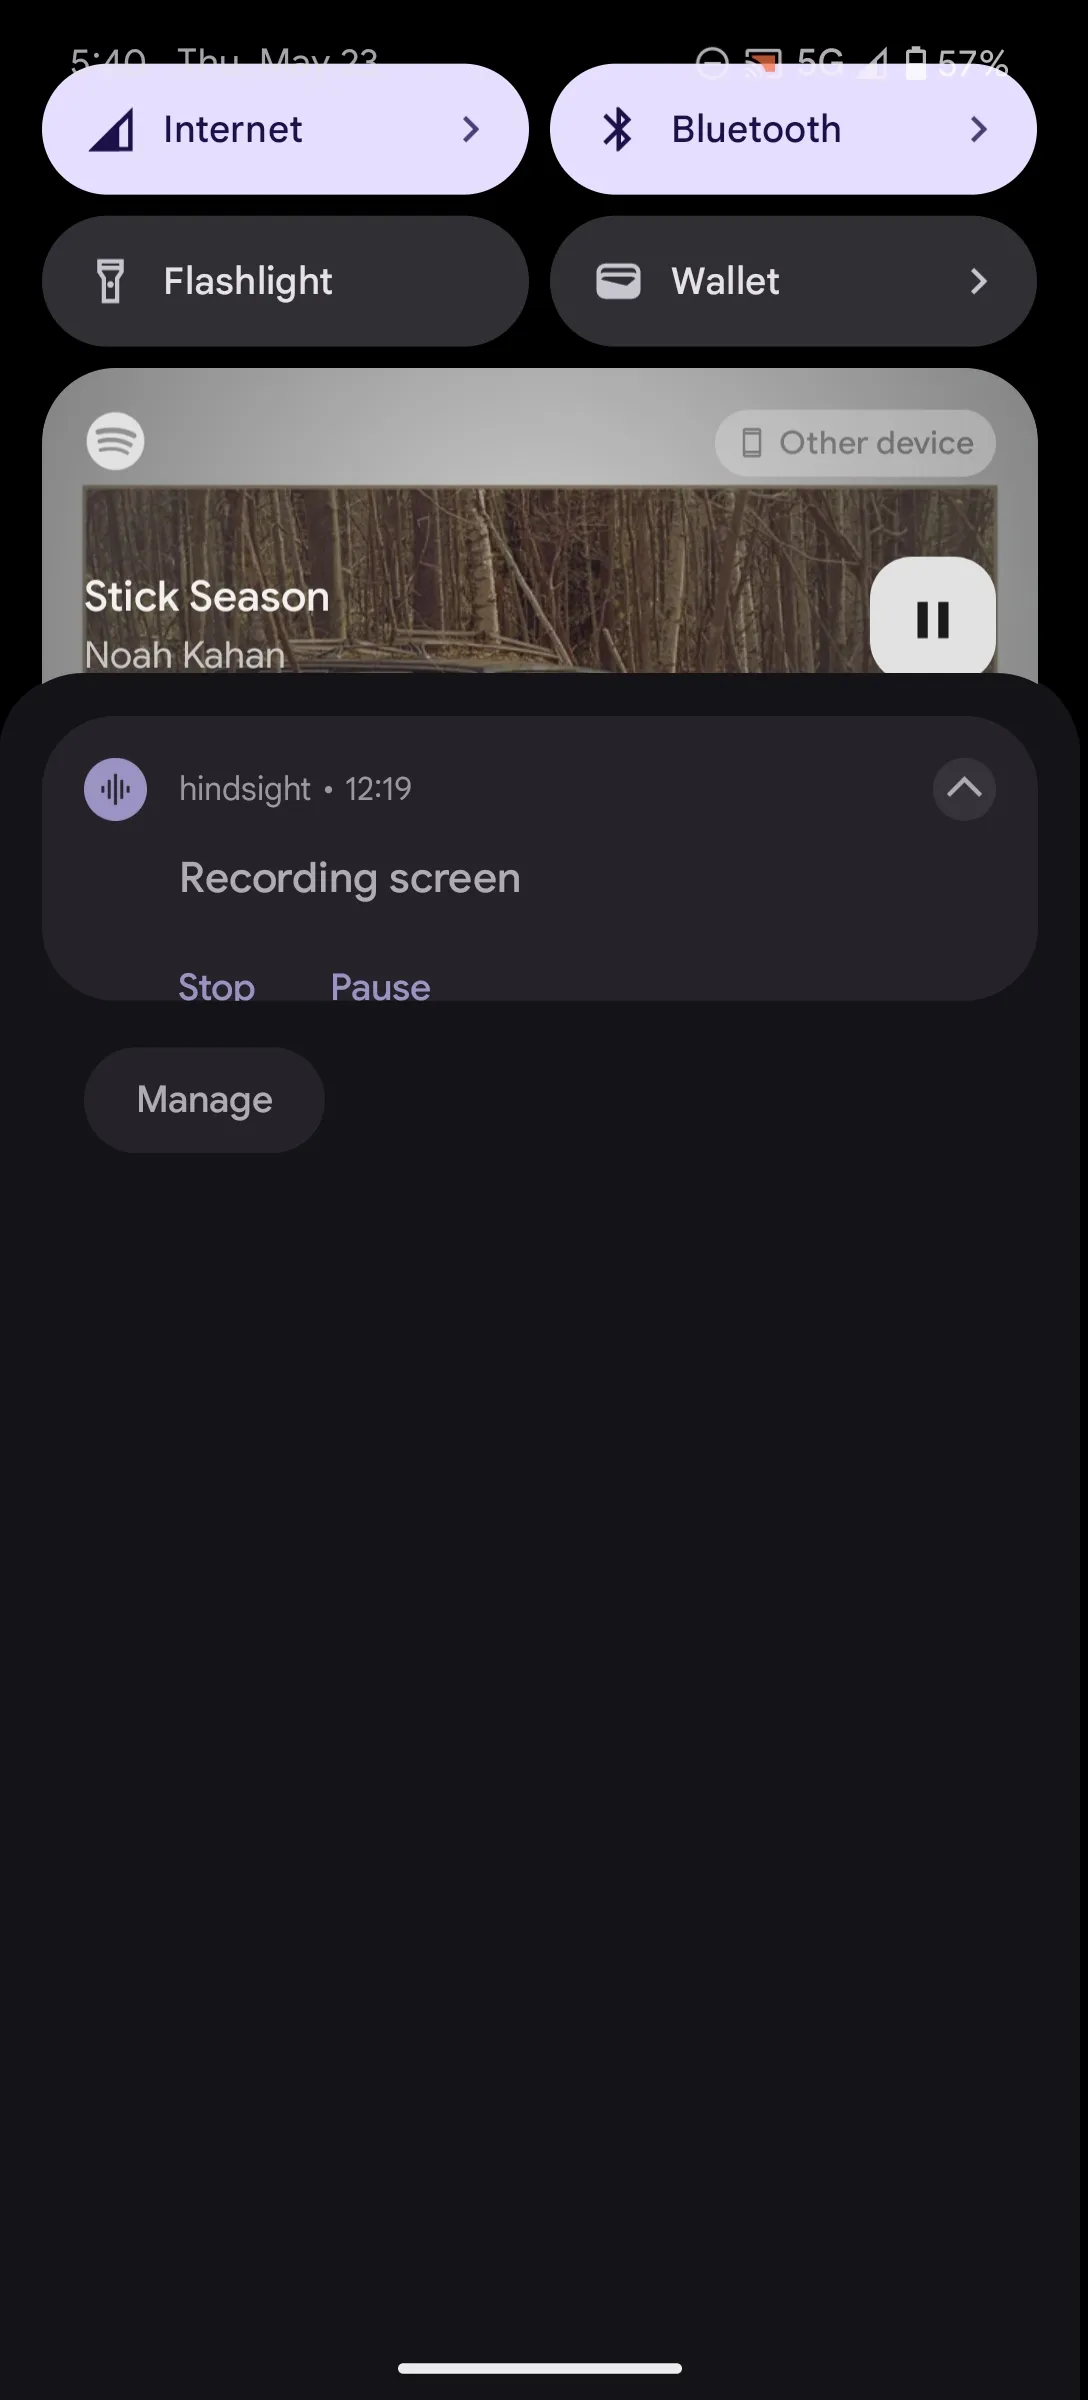 5:40 Thu, May 23 5G 57%
Internet Bluetooth
Flashlight Wallet
Other device
Stick Season
Noah Kahan
hindsight • 12:19
Recording screen
Stop Pause
Manage